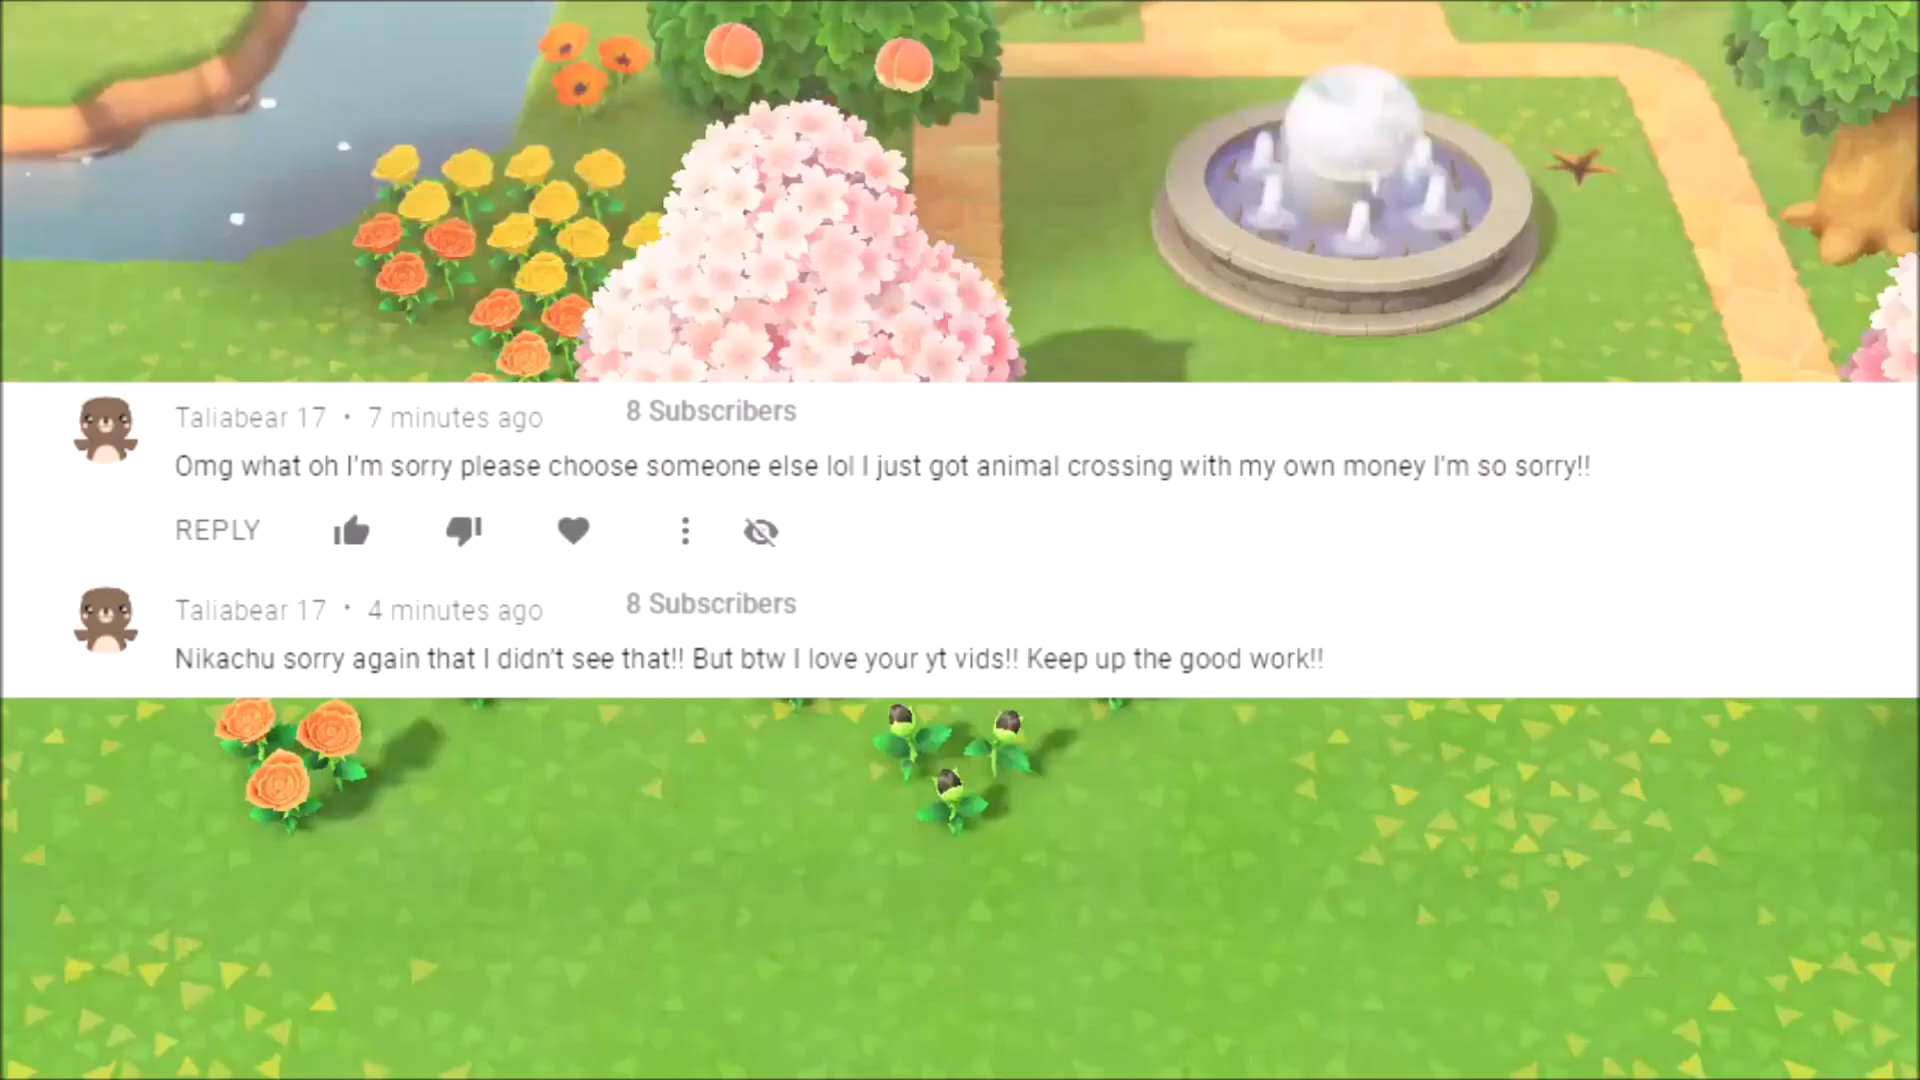 Taliabear 17 • 7 minutes ago 8 Subscribers
Omg what oh I'm sorry please choose someone else lol I just got animal crossing with my own money I'm so sorry!!
REPLY
Taliabear 17 • 4 minutes ago 8 Subscribers
Nikachu sorry again that I didn't see that!! But btw I love your yt vids!! Keep up the good work!!